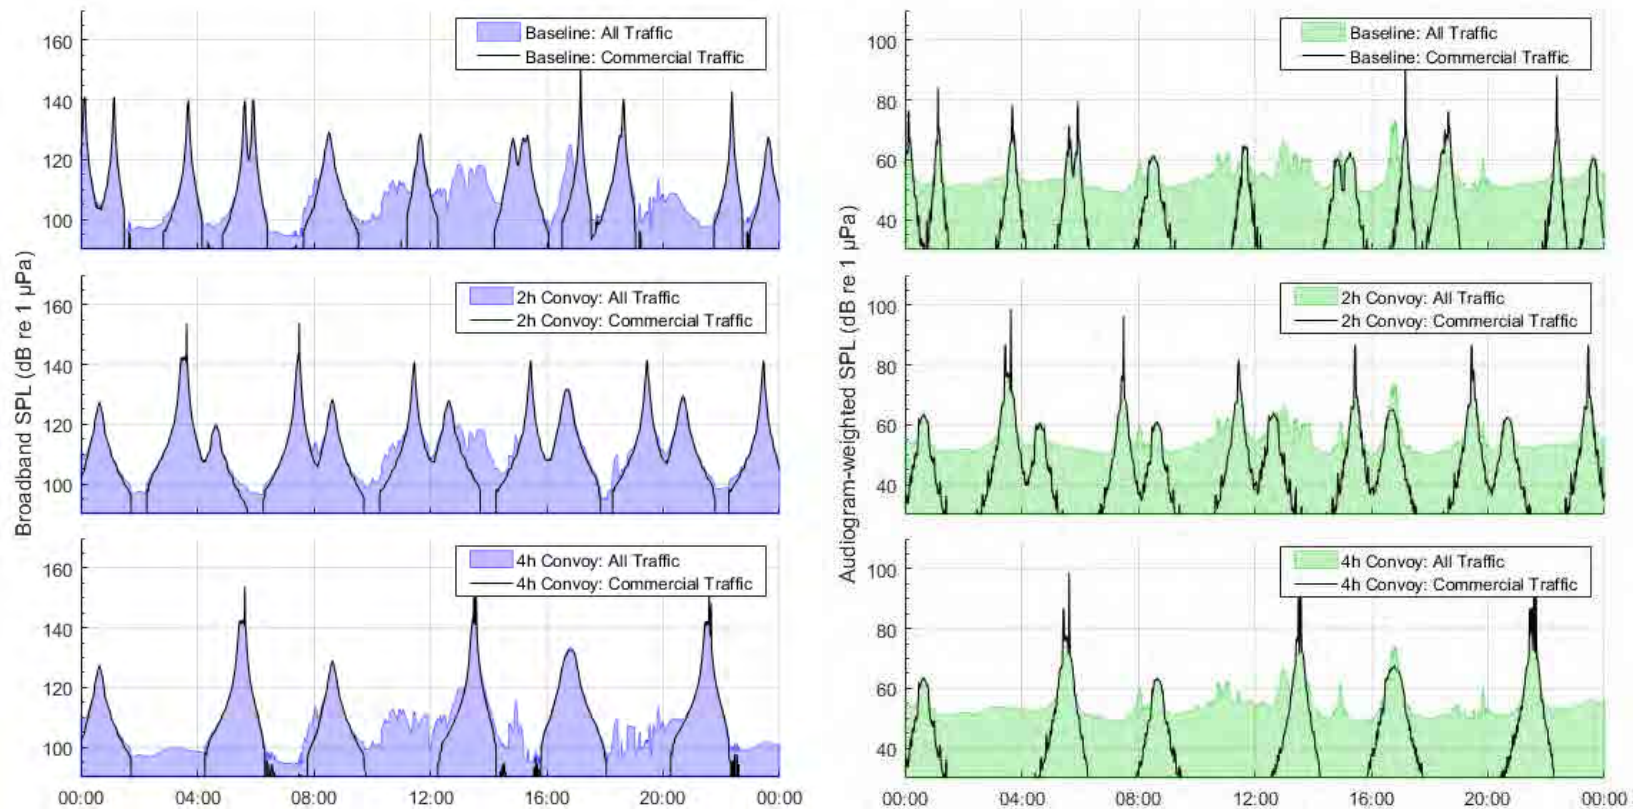 Broadband SPL (dB re 1 μPa)
160
140
120
100
Baseline: All Traffic
Baseline: Commercial Traffic
160
140
120
100
2h Convoy: All Traffic
2h Convoy: Commercial Traffic
160
140
120
100
4h Convoy: All Traffic
4h Convoy: Commercial Traffic
00:00 04:00 08:00 12:00 16:00 20:00 00:00
Audiogram-weighted SPL (dB re 1 μPa)
100
80
60
40
Baseline: All Traffic
Baseline: Commercial Traffic
100
80
60
40
2h Convoy: All Traffic
2h Convoy: Commercial Traffic
100
80
60
40
4h Convoy: All Traffic
4h Convoy: Commercial Traffic
00:00 04:00 08:00 12:00 16:00 20:00 00:00